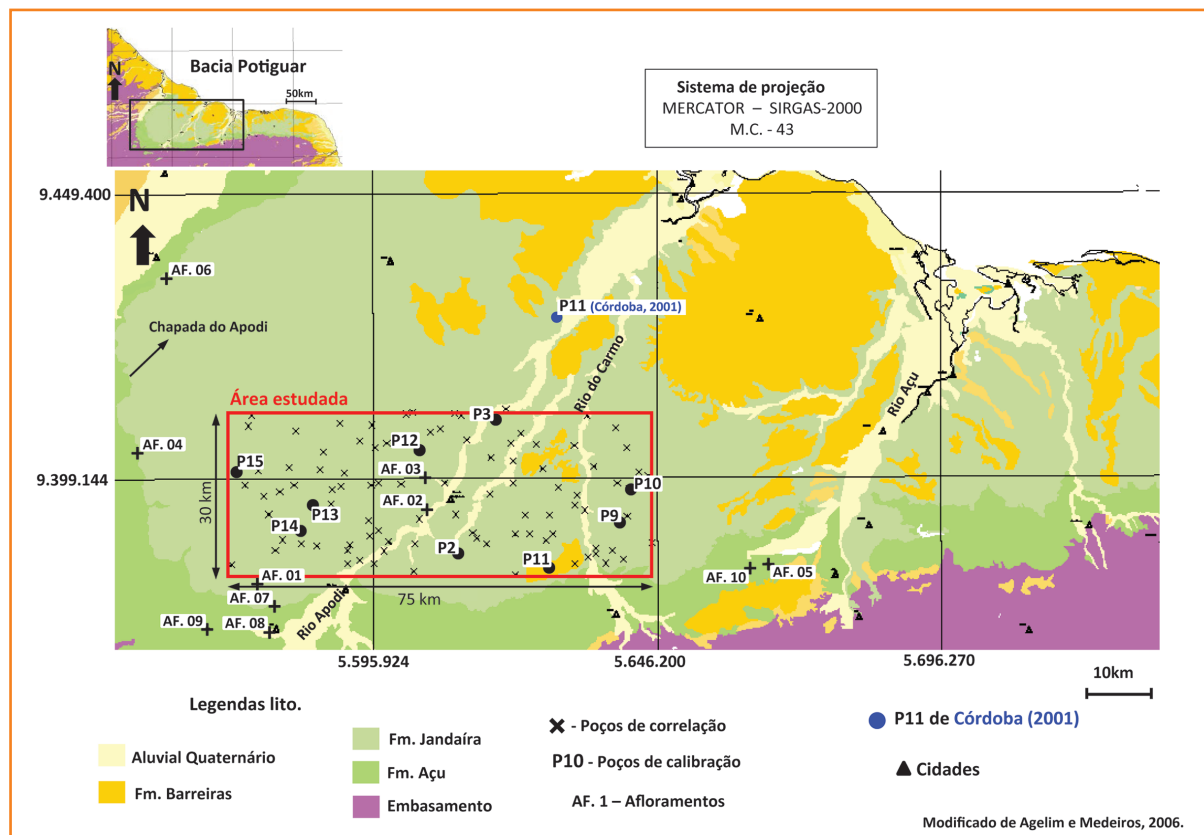 N
Bacia Potiguar
50km
Sistema de projeção
MERCATOR – SIRGAS-2000
M.C. - 43
9.449.400
N
AF. 06
P11 (Córdoba, 2001)
Chapada do Apodi
Rio do Carmo
Rio Açu
Área estudada
P3
P12
AF. 04
P15
AF. 03
9.399.144
30 km
P10
AF. 02
P13
P9
P14
P2
P11
AF. 01
AF. 10
AF. 05
75 km
AF. 07
Rio Apodi
AF. 09
AF. 08
5.595.924
5.646.200
5.696.270
10km
Legendas lito.
Aluvial Quaternário
Fm. Barreiras
Fm. Jandaíra
Fm. Açu
Embasamento
- Poços de correlação
P10 - Poços de calibração
AF. 1 – Afloramentos
P11 de Córdoba (2001)
Cidades
Modificado de Agelim e Medeiros, 2006.